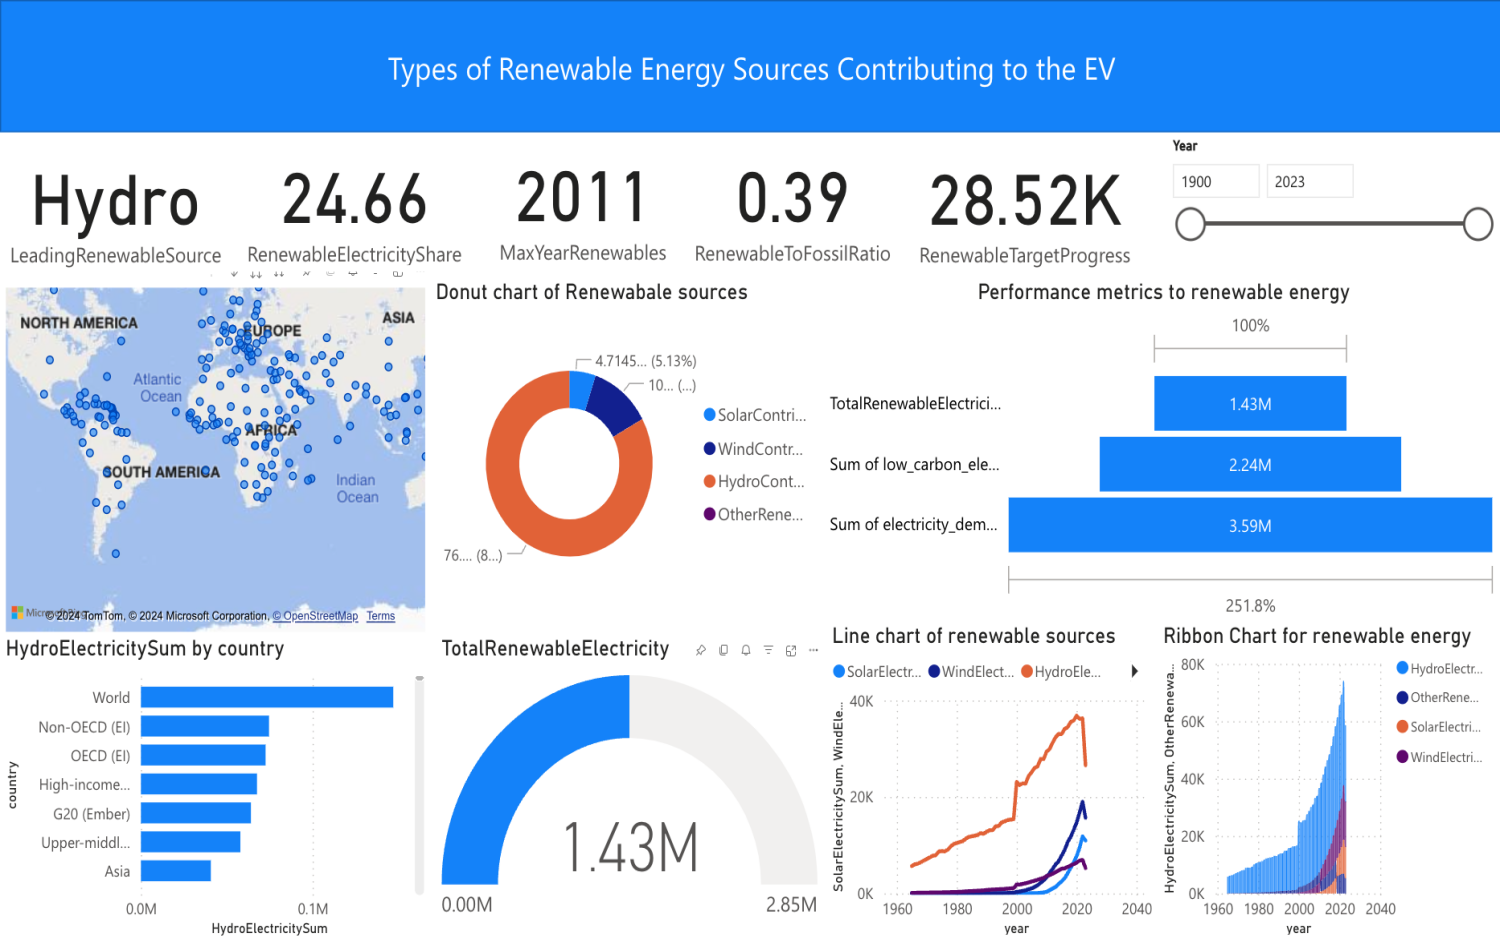 Types of Renewable Energy Sources Contributing to the EV
Hydro
LeadingRenewableSource
24.66
RenewableElectricityShare
2011
MaxYearRenewables
0.39
RenewableToFossilRatio
28.52K
RenewableTargetProgress
Year
1900
2023
NORTH AMERICA
EUROPE
ASIA
Atlantic
Ocean
AFRICA
SOUTH AMERICA
Indian
Ocean
© 2024 TomTom, © 2024 Microsoft Corporation, © OpenStreetMap Terms
Donut chart of Renewabale sources
4.7145... (5.13%)
10... (...)
76.... (8...)
SolarContri...
WindContr...
HydroCont...
OtherRene...
Performance metrics to renewable energy
100%
TotalRenewableElectrici...
1.43M
Sum of low_carbon_ele...
2.24M
Sum of electricity_dem...
3.59M
251.8%
HydroElectricitySum by country
country
World
Non-OECD (EI)
OECD (EI)
High-income...
G20 (Ember)
Upper-middl...
Asia
0.0M
0.1M
HydroElectricitySum
TotalRenewableElectricity
1.43M
0.00M
2.85M
Line chart of renewable sources
SolarElectr...
WindElect...
HydroEle...
SolarElectricitySum, WindEle...
40K
20K
0K
1960
1980
2000
2020
2040
year
Ribbon Chart for renewable energy
HydroElectricitySum, OtherRenewa...
80K
60K
40K
20K
0K
1960
1980
2000
2020
2040
year
HydroElectr...
OtherRene...
SolarElectri...
WindElectri...